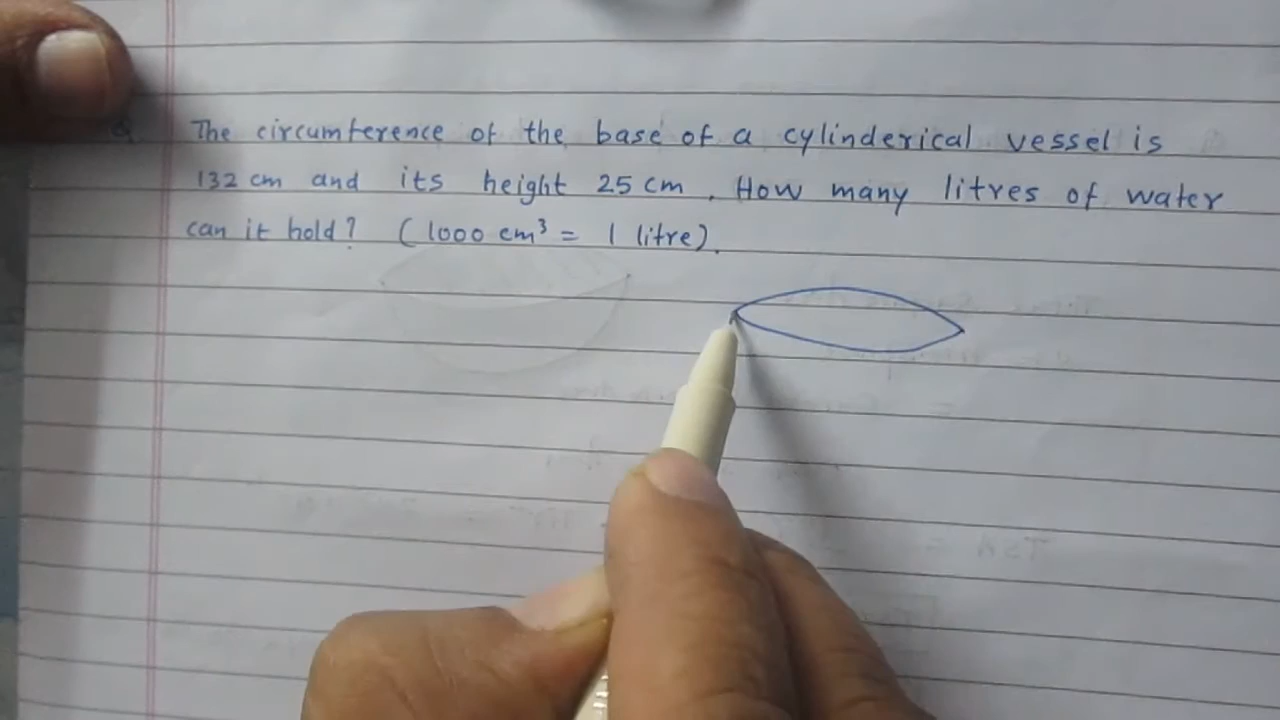 Q. The circumference of the base of a cylinderical vessel is
132 cm and its height 25 cm. How many litres of water
can it hold? (1000 cm³ = 1 litre).